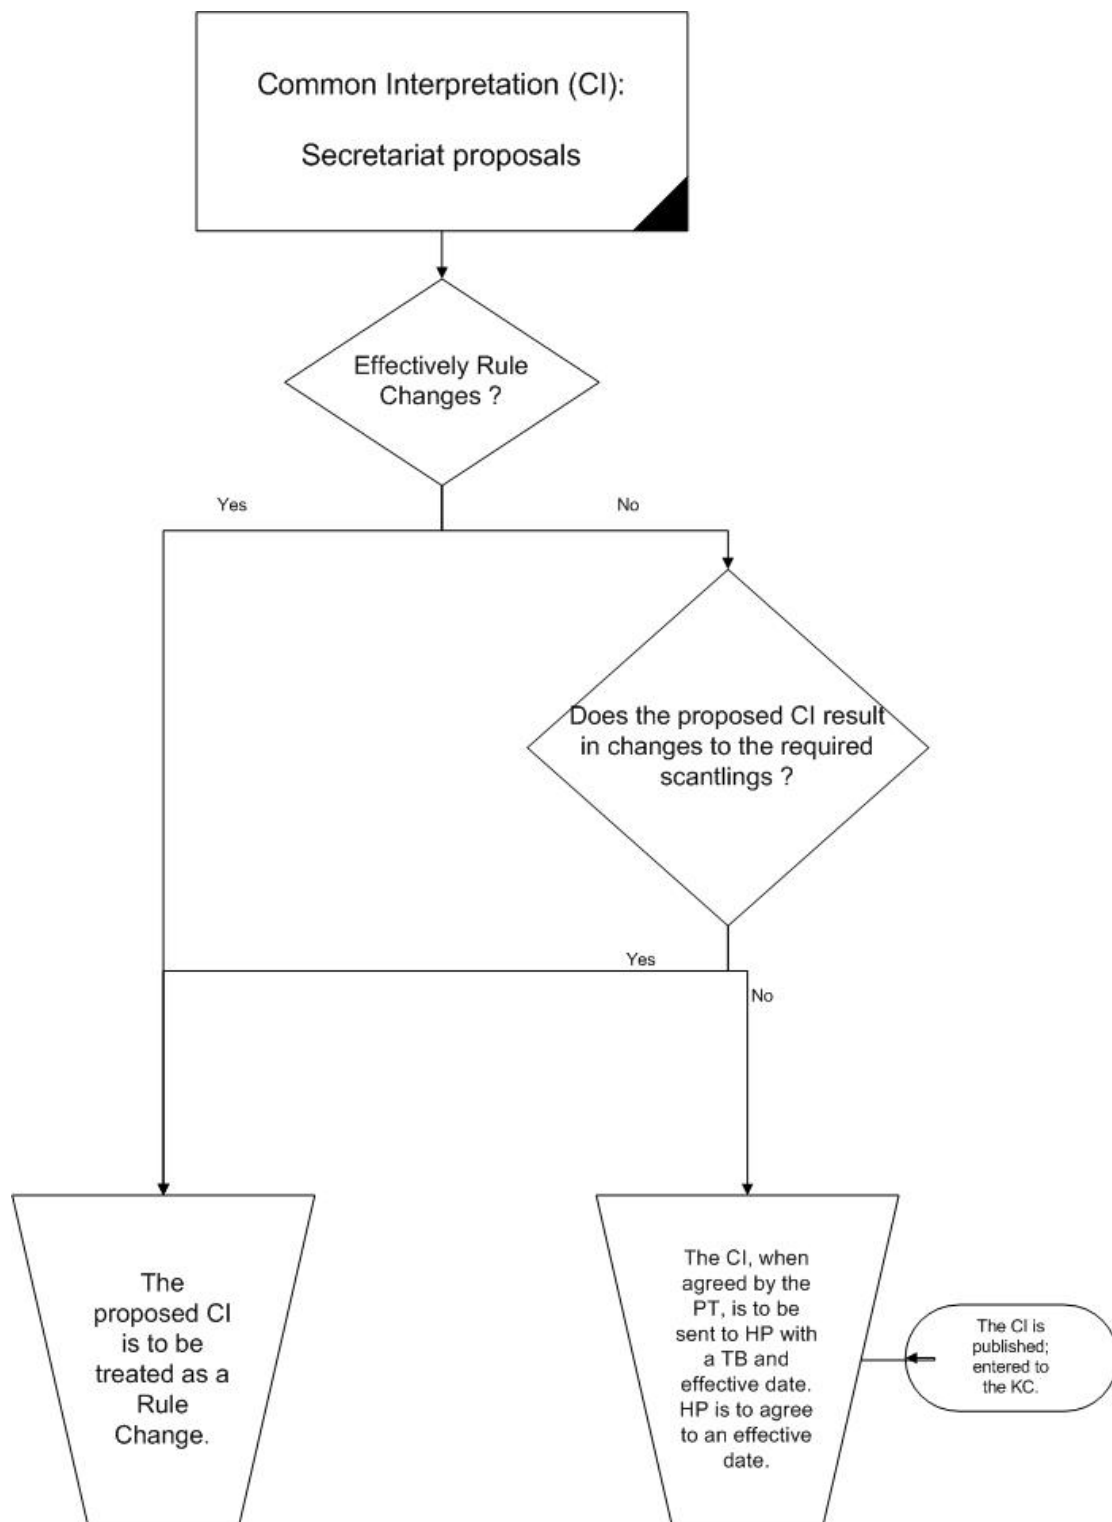 Common Interpretation (CI):
Secretariat proposals
Effectively Rule
Changes ?
Yes
No
Does the proposed CI result
in changes to the required
scantlings ?
Yes
No
The
proposed CI
is to be
treated as a
Rule
Change.
The CI, when
agreed by the
PT, is to be
sent to HP with
a TB and
effective date.
HP is to agree
to an effective
date.
The CI is
published;
entered to
the KC.